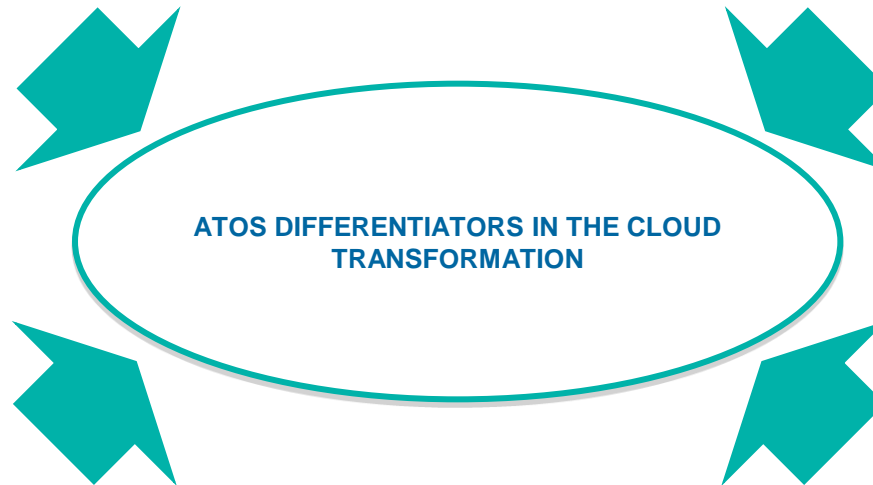 ATOS DIFFERENTIATORS IN THE CLOUD
TRANSFORMATION